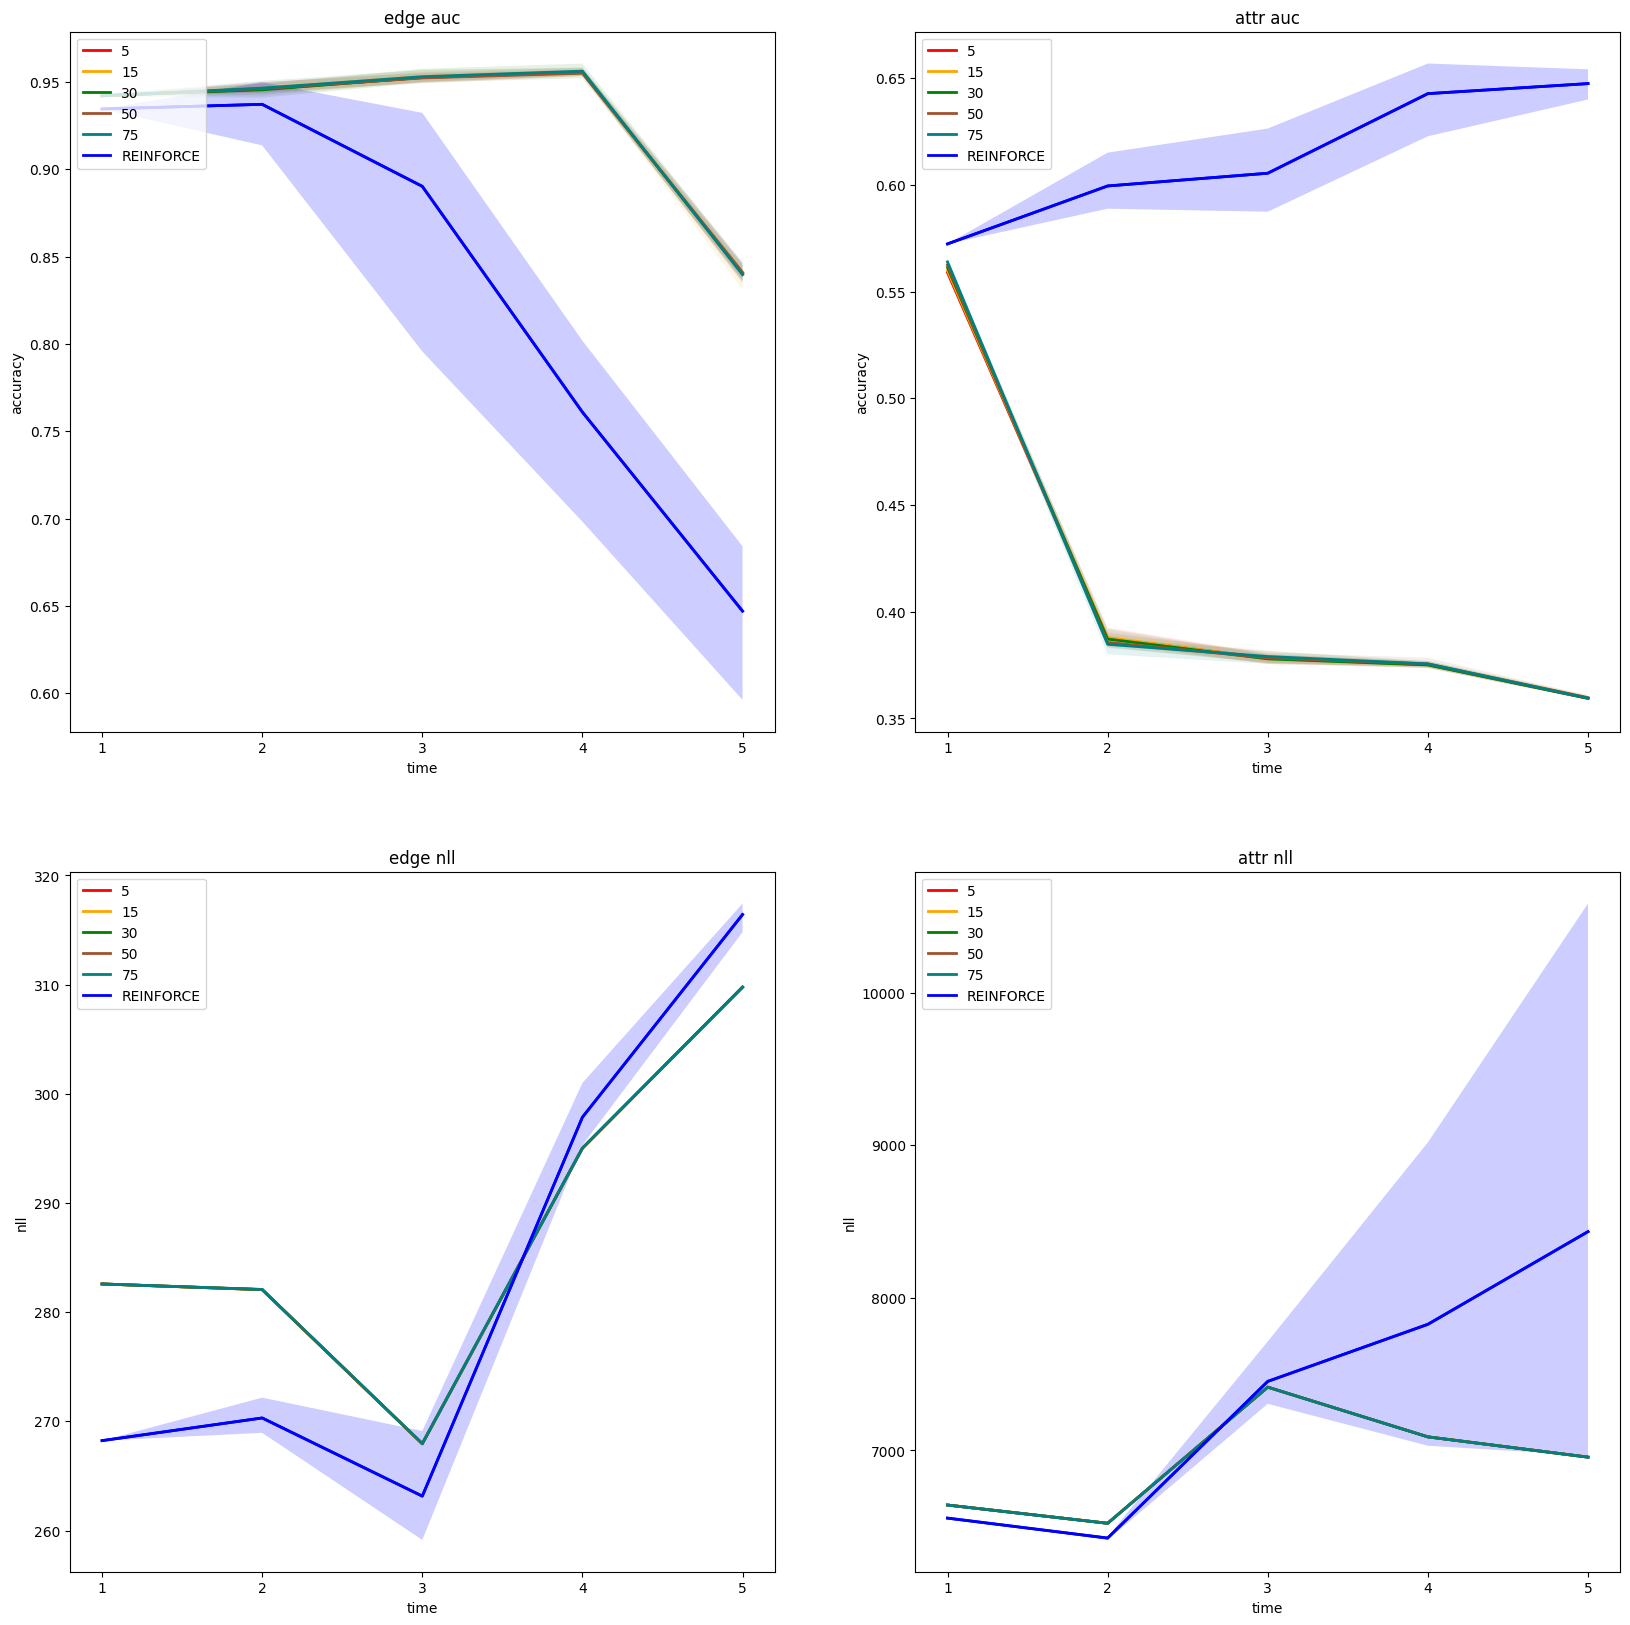 edge auc
5
15
30
50
75
REINFORCE
0.95
0.90
0.85
0.80
0.75
0.70
0.65
0.60
accuracy
1 2 3 4 5
time
attr auc
5
15
30
50
75
REINFORCE
0.65
0.60
0.55
0.50
0.45
0.40
0.35
accuracy
1 2 3 4 5
time
edge nll
5
15
30
50
75
REINFORCE
320
310
300
290
280
270
260
nll
1 2 3 4 5
time
attr nll
5
15
30
50
75
REINFORCE
10000
9000
8000
7000
nll
1 2 3 4 5
time